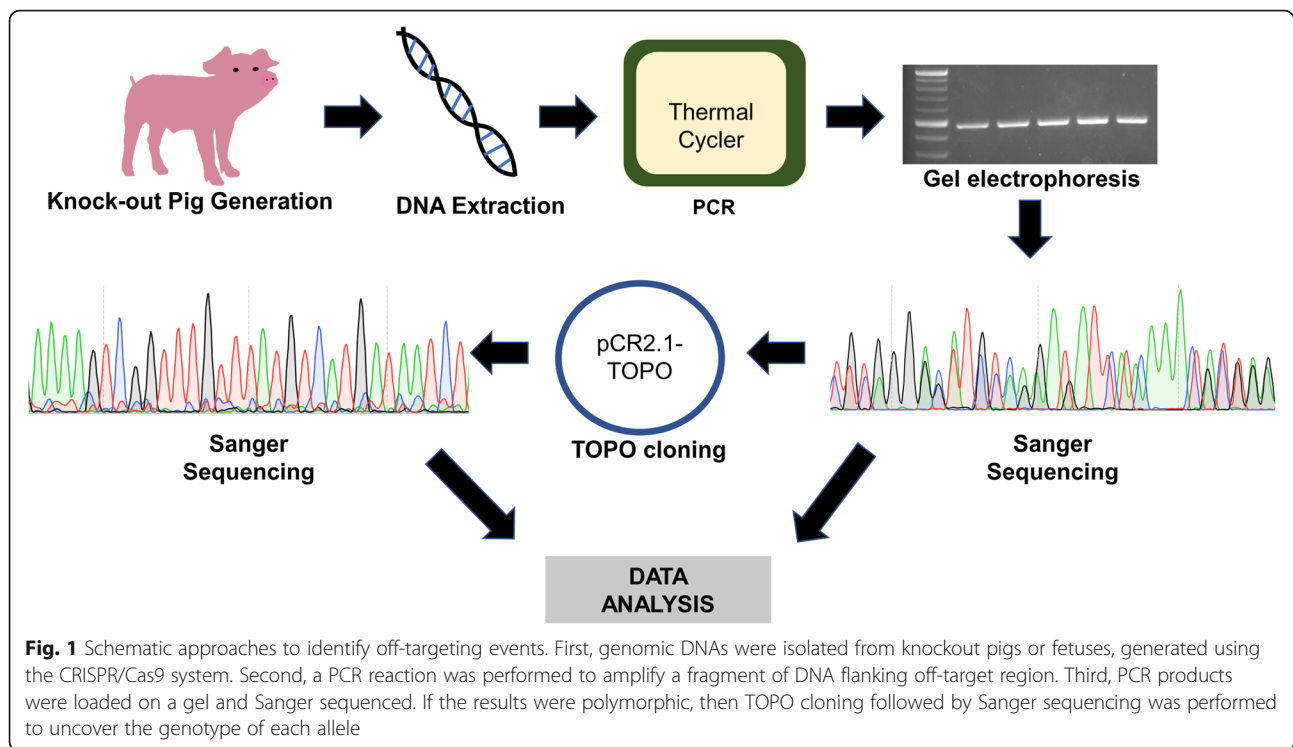 Knock-out Pig Generation
DNA Extraction
Thermal
Cycler
PCR
Gel electrophoresis
Sanger
Sequencing
pCR2.1-
TOPO
TOPO cloning
Sanger
Sequencing
DATA
ANALYSIS
Fig. 1 Schematic approaches to identify off-targeting events. First, genomic DNAs were isolated from knockout pigs or fetuses, generated using
the CRISPR/Cas9 system. Second, a PCR reaction was performed to amplify a fragment of DNA flanking off-target region. Third, PCR products
were loaded on a gel and Sanger sequenced. If the results were polymorphic, then TOPO cloning followed by Sanger sequencing was performed
to uncover the genotype of each allele